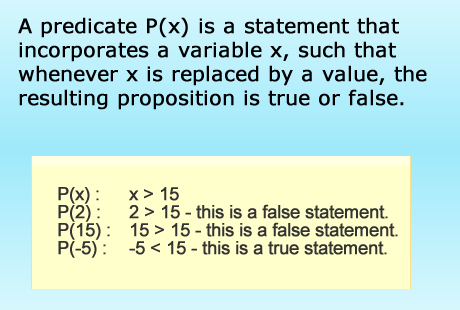 A predicate P(x) is a statement that
incorporates a variable x, such that
whenever x is replaced by a value, the
resulting proposition is true or false.
P(x) : x > 15
P(2) : 2 > 15 - this is a false statement.
P(15) : 15 > 15 - this is a false statement.
P(-5) : -5 < 15 - this is a true statement.